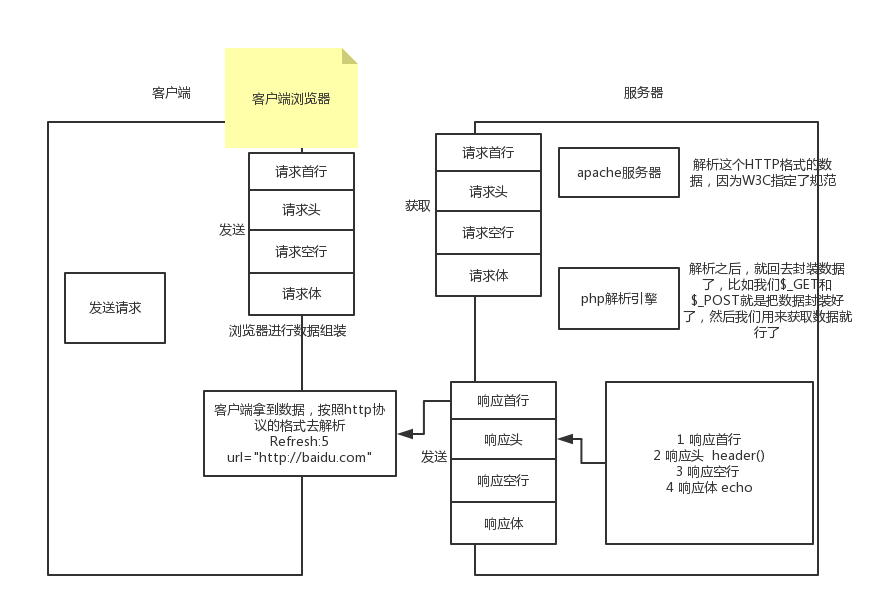 客户端
客户端浏览器
服务器
发送请求
发送
请求首行
请求头
请求空行
请求体
浏览器进行数据组装
获取
请求首行
请求头
请求空行
请求体
apache服务器
解析这个HTTP格式的数
据，因为W3C指定了规范
php解析引擎
解析之后，就回去封装数据
了，比如我们$_GET和
$_POST就是把数据封装好
了，然后我们用来获取数据就
行了
客户端拿到数据，按照http协
议的格式去解析
Refresh:5
url="http://baidu.com"
发送
响应首行
响应头
响应空行
响应体
1 响应首行
2 响应头 header()
3 响应空行
4 响应体 echo